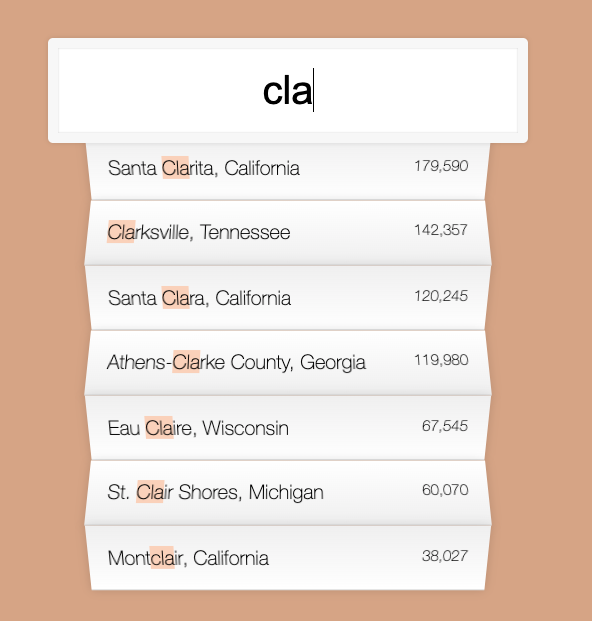 cla
Santa Clarita, California 179,590
Clarksville, Tennessee 142,357
Santa Clara, California 120,245
Athens-Clarke County, Georgia 119,980
Eau Claire, Wisconsin 67,545
St. Clair Shores, Michigan 60,070
Montclair, California 38,027